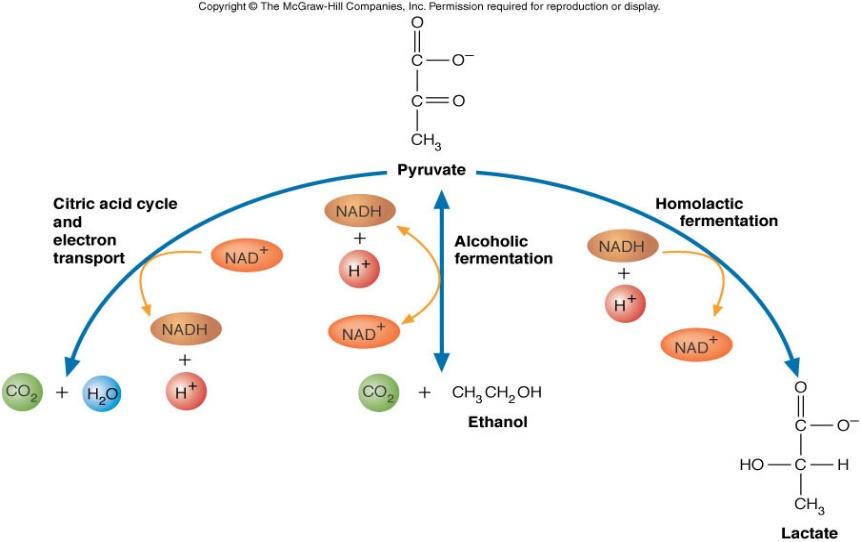 Copyright © The McGraw-Hill Companies, Inc. Permission required for reproduction or display.
O
C—O⁻
C=O
CH₃
Pyruvate
Citric acid cycle
and
electron
transport
NAD⁺
NADH
+
H⁺
CO₂ + H₂O
NADH
+
H⁺
NAD⁺
Alcoholic
fermentation
CO₂ + CH₃CH₂OH
Ethanol
Homolactic
fermentation
NADH
+
H⁺
NAD⁺
O
C—O⁻
HO—C—H
CH₃
Lactate